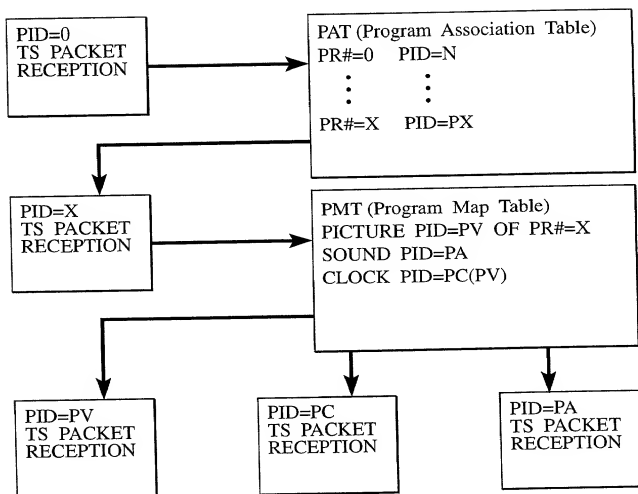 PID=0
TS PACKET
RECEPTION
PAT (Program Association Table)
PR#=0 PID=N
PR#=X PID=PX
PID=X
TS PACKET
RECEPTION
PMT (Program Map Table)
PICTURE PID=PV OF PR#=X
SOUND PID=PA
CLOCK PID=PC(PV)
PID=PV
TS PACKET
RECEPTION
PID=PC
TS PACKET
RECEPTION
PID=PA
TS PACKET
RECEPTION